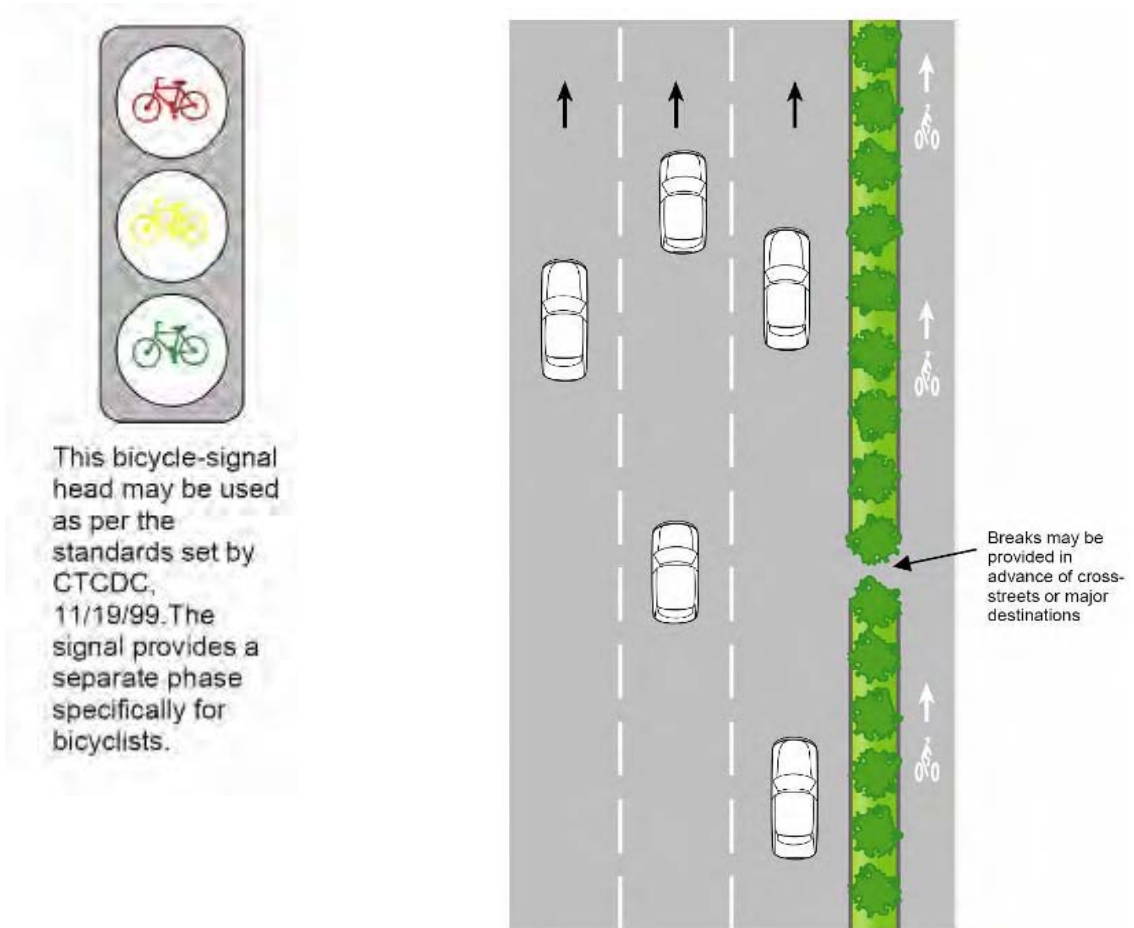 This bicycle-signal
head may be used
as per the
standards set by
CTCDC,
11/19/99.The
signal provides a
separate phase
specifically for
bicyclists.
Breaks may be
provided in
advance of cross-
streets or major
destinations